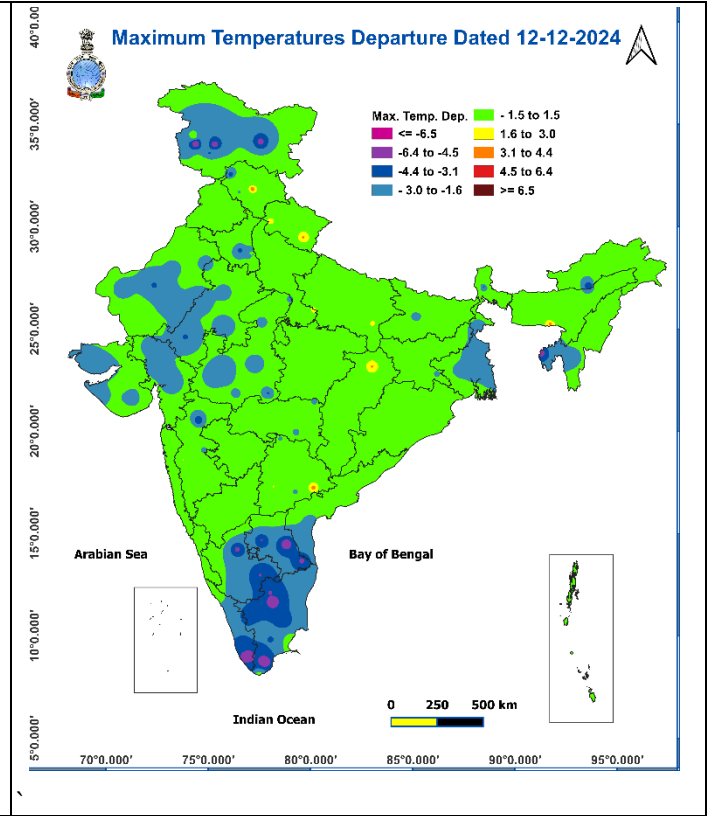 Maximum Temperatures Departure Dated 12-12-2024
Max. Temp. Dep.
<= -6.5
-6.4 to -4.5
-4.4 to -3.1
- 3.0 to -1.6
- 1.5 to 1.5
1.6 to 3.0
3.1 to 4.4
4.5 to 6.4
>= 6.5
40°0.00
35°0.000'
30°0.000'
25°0.000'
20°0.000'
15°0.000'
10°0.000'
5°0.000'
Arabian Sea
Bay of Bengal
Indian Ocean
0 250 500 km
70°0.000' 75°0.000' 80°0.000' 85°0.000' 90°0.000' 95°0.000'
`